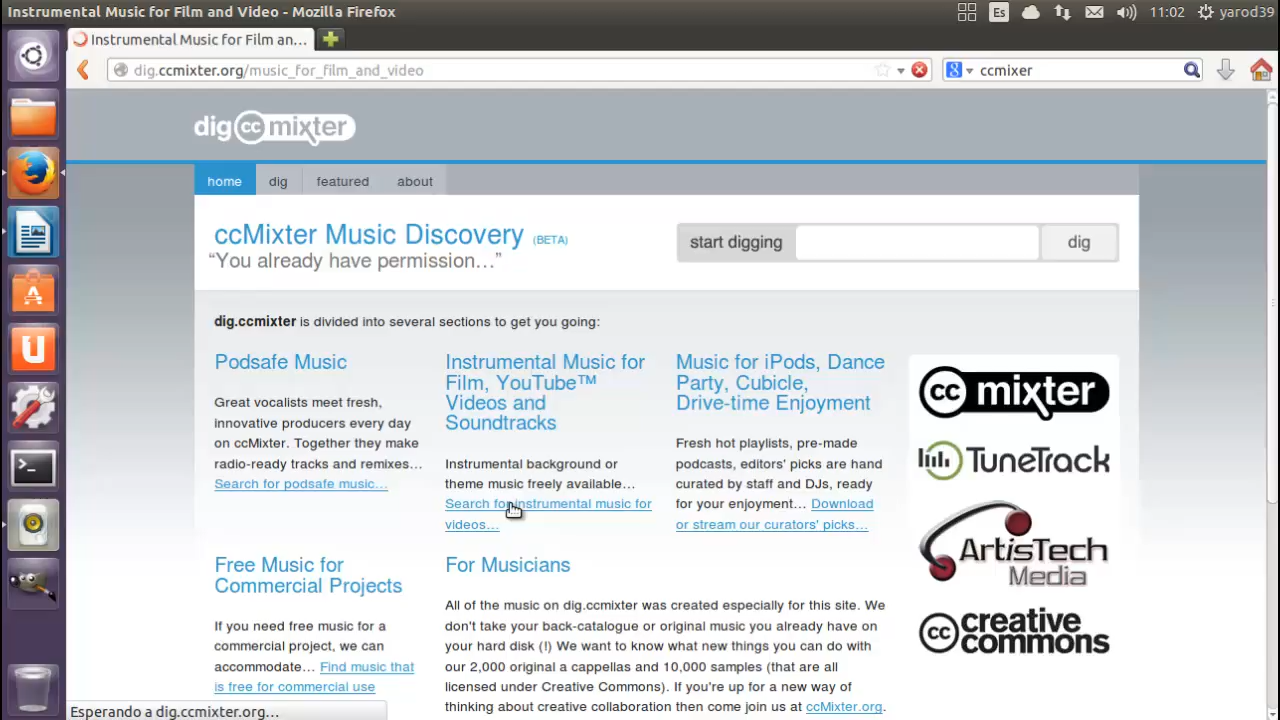 Instrumental Music for Film and Video - Mozilla Firefox
Es
11:02
yarod39
Instrumental Music for Film an...
dig.ccmixter.org/music_for_film_and_video
ccmixer
dig cc mixter
home
dig
featured
about
ccMixter Music Discovery (BETA)
“You already have permission…”
start digging
dig
dig.ccmixter is divided into several sections to get you going:
Podsafe Music
Great vocalists meet fresh,
innovative producers every day
on ccMixter. Together they make
radio-ready tracks and remixes…
Search for podsafe music…
Instrumental Music for
Film, YouTube™
Videos and
Soundtracks
Instrumental background or
theme music freely available…
Search for instrumental music for
videos…
Music for iPods, Dance
Party, Cubicle,
Drive-time Enjoyment
Fresh hot playlists, pre-made
podcasts, editors' picks are hand
curated by staff and DJs, ready
for your enjoyment… Download
or stream our curators' picks…
cc mixter
TuneTrack
ArtisTech
Media
cc creative
commons
Free Music for
Commercial Projects
If you need free music for a
commercial project, we can
accommodate… Find music that
is free for commercial use
For Musicians
All of the music on dig.ccmixter was created especially for this site. We
don't take your back-catalogue or original music you already have on
your hard disk (!) We want to know what new things you can do with
our 2,000 original a cappellas and 10,000 samples (that are all
licensed under Creative Commons). If you're up for a new way of
thinking about creative collaboration then come join us at ccMixter.org.
Esperando a dig.ccmixter.org…